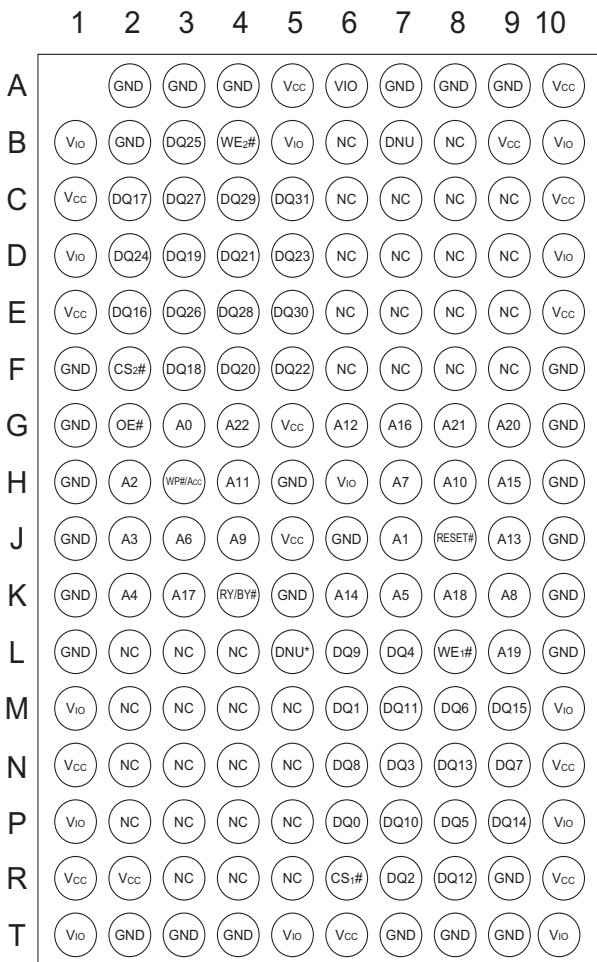 1 2 3 4 5 6 7 8 9 10
A GND GND GND Vcc VIO GND GND GND Vcc
B VIO GND DQ25 WE2# VIO NC DNU NC Vcc VIO
C Vcc DQ17 DQ27 DQ29 DQ31 NC NC NC NC Vcc
D VIO DQ24 DQ19 DQ21 DQ23 NC NC NC NC VIO
E Vcc DQ16 DQ26 DQ28 DQ30 NC NC NC NC Vcc
F GND CS2# DQ18 DQ20 DQ22 NC NC NC NC GND
G GND OE# A0 A22 Vcc A12 A16 A21 A20 GND
H GND A2 WP#/Acc A11 GND VIO A7 A10 A15 GND
J GND A3 A6 A9 Vcc GND A1 RESET# A13 GND
K GND A4 A17 RY/BY# GND A14 A5 A18 A8 GND
L GND NC NC NC DNU* DQ9 DQ4 WE1# A19 GND
M VIO NC NC NC NC DQ1 DQ11 DQ6 DQ15 VIO
N Vcc NC NC NC NC DQ8 DQ3 DQ13 DQ7 Vcc
P VIO NC NC NC NC DQ0 DQ10 DQ5 DQ14 VIO
R Vcc Vcc NC NC NC CS1# DQ2 DQ12 GND Vcc
T VIO GND GND GND VIO Vcc GND GND GND VIO